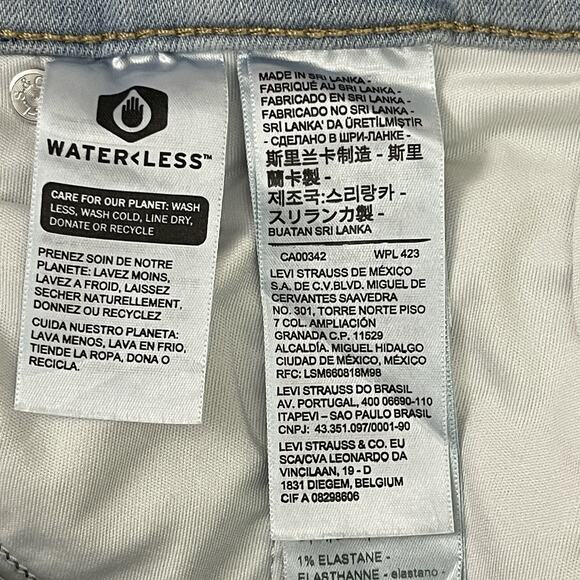 WATER<LESS™
CARE FOR OUR PLANET: WASH
LESS, WASH COLD, LINE DRY,
DONATE OR RECYCLE
PRENEZ SOIN DE NOTRE
PLANETE: LAVEZ MOINS,
LAVEZ A FROID, LAISSEZ
SECHER NATURELLEMENT,
DONNEZ OU RECYCLEZ
CUIDA NUESTRO PLANETA:
LAVA MENOS, LAVA EN FRIO,
TIENDE LA ROPA, DONA O
RECICLA.
MADE IN SRI LANKA -
FABRIQUÉ AU SRI LANKA -
FABRICADO EN SRI LANKA -
FABRICADO NO SRI LANKA -
SRİ LANKA' DA ÜRETİLMİŞTİR
- СДЕЛАНО В ШРИ-ЛАНКЕ -
斯里兰卡制造 - 斯里
蘭卡製 -
제조국:스리랑카 -
スリランカ製 -
BUATAN SRI LANKA
CA00342 WPL 423
LEVI STRAUSS DE MÉXICO
S.A. DE C.V.BLVD. MIGUEL DE
CERVANTES SAAVEDRA
NO. 301, TORRE NORTE PISO
7 COL. AMPLIACIÓN
GRANADA C.P. 11529
ALCALDÍA. MIGUEL HIDALGO
CIUDAD DE MÉXICO, MÉXICO
RFC: LSM660818M98
LEVI STRAUSS DO BRASIL
AV. PORTUGAL, 400 06690-110
ITAPEVI – SAO PAULO BRASIL
CNPJ: 43.351.097/0001-90
LEVI STRAUSS & CO. EU
SCA/CVA LEONARDO DA
VINCILAAN, 19 - D
1831 DIEGEM, BELGIUM
CIF A 08298606
1% ELASTANE -
ELASTHANNE - elastano -